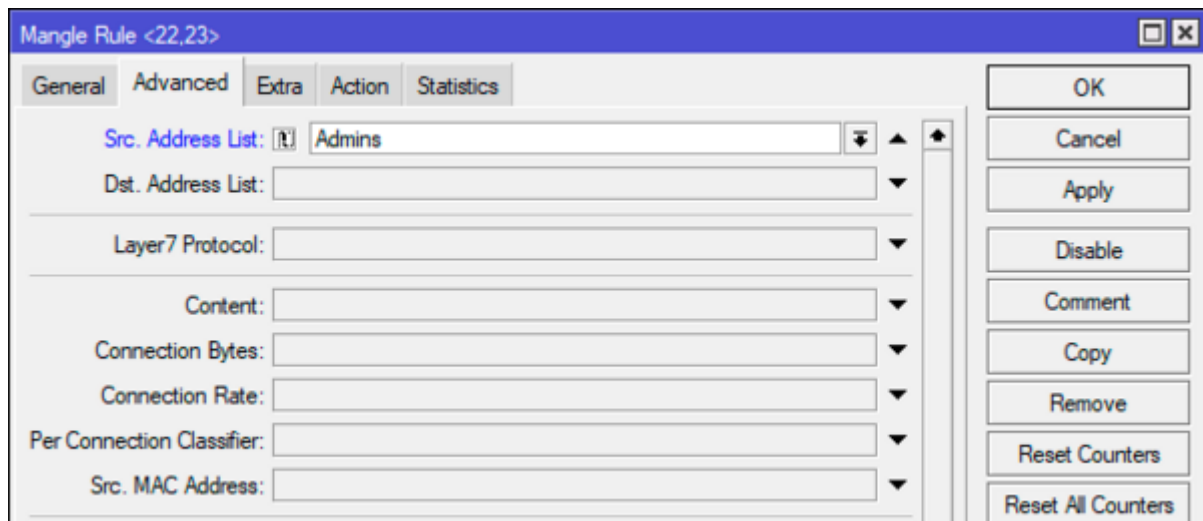 Mangle Rule <22,23>
General Advanced Extra Action Statistics
Src. Address List: Admins
Dst. Address List:
Layer7 Protocol:
Content:
Connection Bytes:
Connection Rate:
Per Connection Classifier:
Src. MAC Address:
OK
Cancel
Apply
Disable
Comment
Copy
Remove
Reset Counters
Reset All Counters